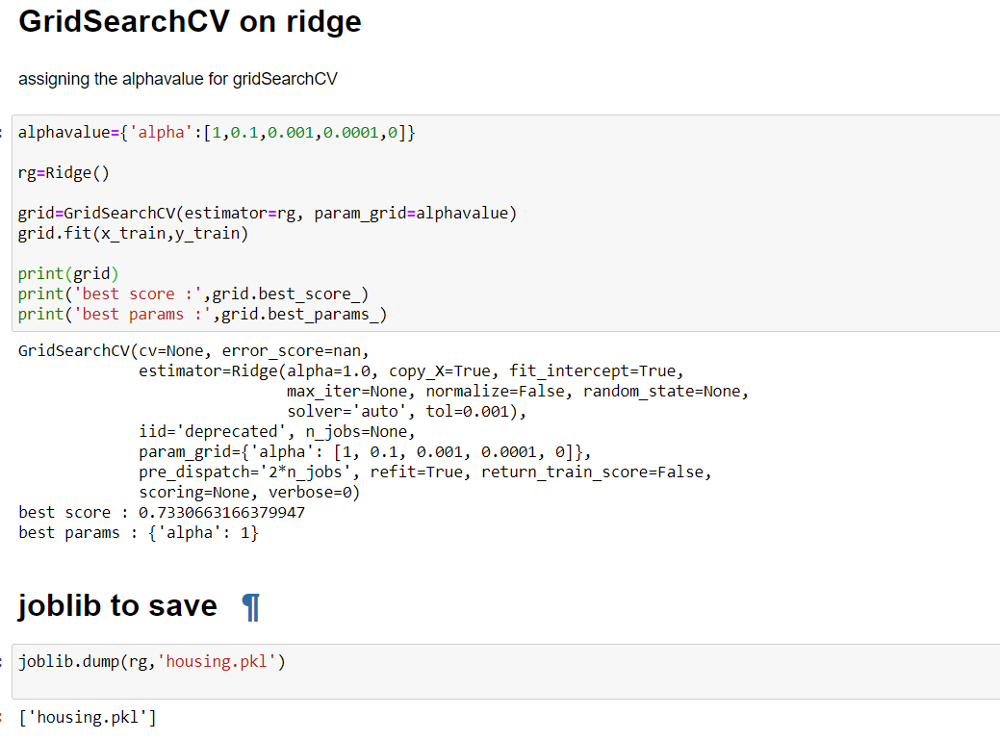 GridSearchCV on ridge
assigning the alphavalue for gridSearchCV
alphavalue={'alpha':[1,0.1,0.001,0.0001,0]}
rg=Ridge()
grid=GridSearchCV(estimator=rg, param_grid=alphavalue)
grid.fit(x_train,y_train)
print(grid)
print('best score :',grid.best_score_)
print('best params :',grid.best_params_)
GridSearchCV(cv=None, error_score=nan,
             estimator=Ridge(alpha=1.0, copy_X=True, fit_intercept=True,
                             max_iter=None, normalize=False, random_state=None,
                             solver='auto', tol=0.001),
             iid='deprecated', n_jobs=None,
             param_grid={'alpha': [1, 0.1, 0.001, 0.0001, 0]},
             pre_dispatch='2*n_jobs', refit=True, return_train_score=False,
             scoring=None, verbose=0)
best score : 0.7330663166379947
best params : {'alpha': 1}
joblib to save ¶
joblib.dump(rg,'housing.pkl')
['housing.pkl']